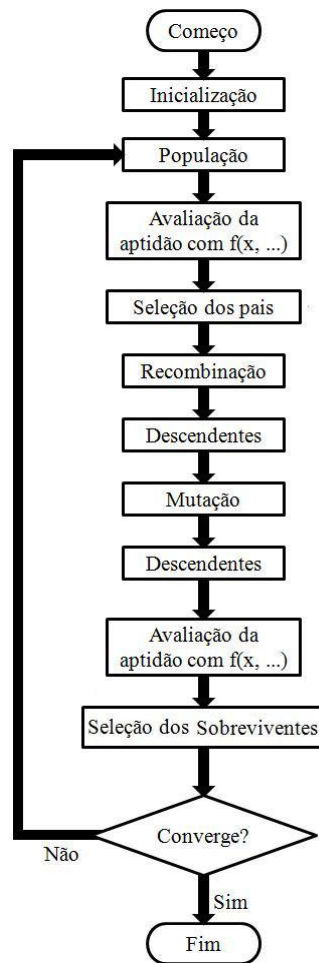 Começo
Inicialização
População
Avaliação da
aptidão com f(x, ...)
Seleção dos pais
Recombinação
Descendentes
Mutação
Descendentes
Avaliação da
aptidão com f(x, ...)
Seleção dos Sobreviventes
Converge?
Não
Sim
Fim